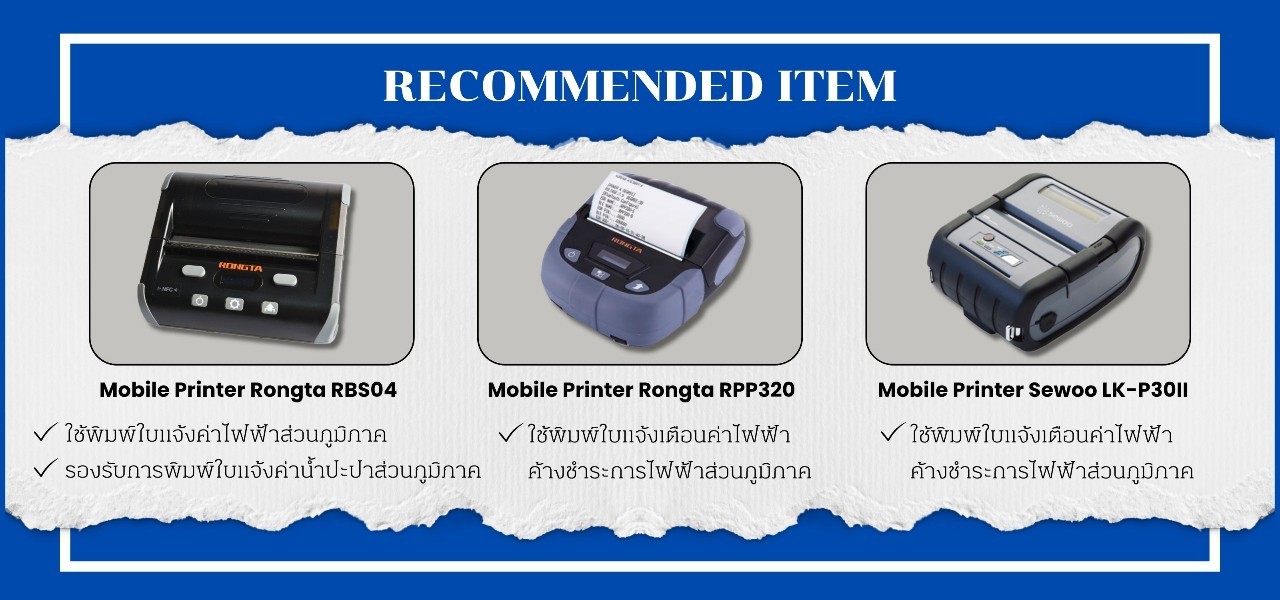 RECOMMENDED ITEM
RONGTA
NFC
RONGTA
SEWOO
Mobile Printer Rongta RBS04
Mobile Printer Rongta RPP320
Mobile Printer Sewoo LK-P30II
ใช้พิมพ์ใบแจ้งค่าไฟฟ้าส่วนภูมิภาค
รองรับการพิมพ์ใบแจ้งค่าน้ำปะปาส่วนภูมิภาค
ใช้พิมพ์ใบแจ้งเตือนค่าไฟฟ้า
ค้างชำระการไฟฟ้าส่วนภูมิภาค
ใช้พิมพ์ใบแจ้งเตือนค่าไฟฟ้า
ค้างชำระการไฟฟ้าส่วนภูมิภาค